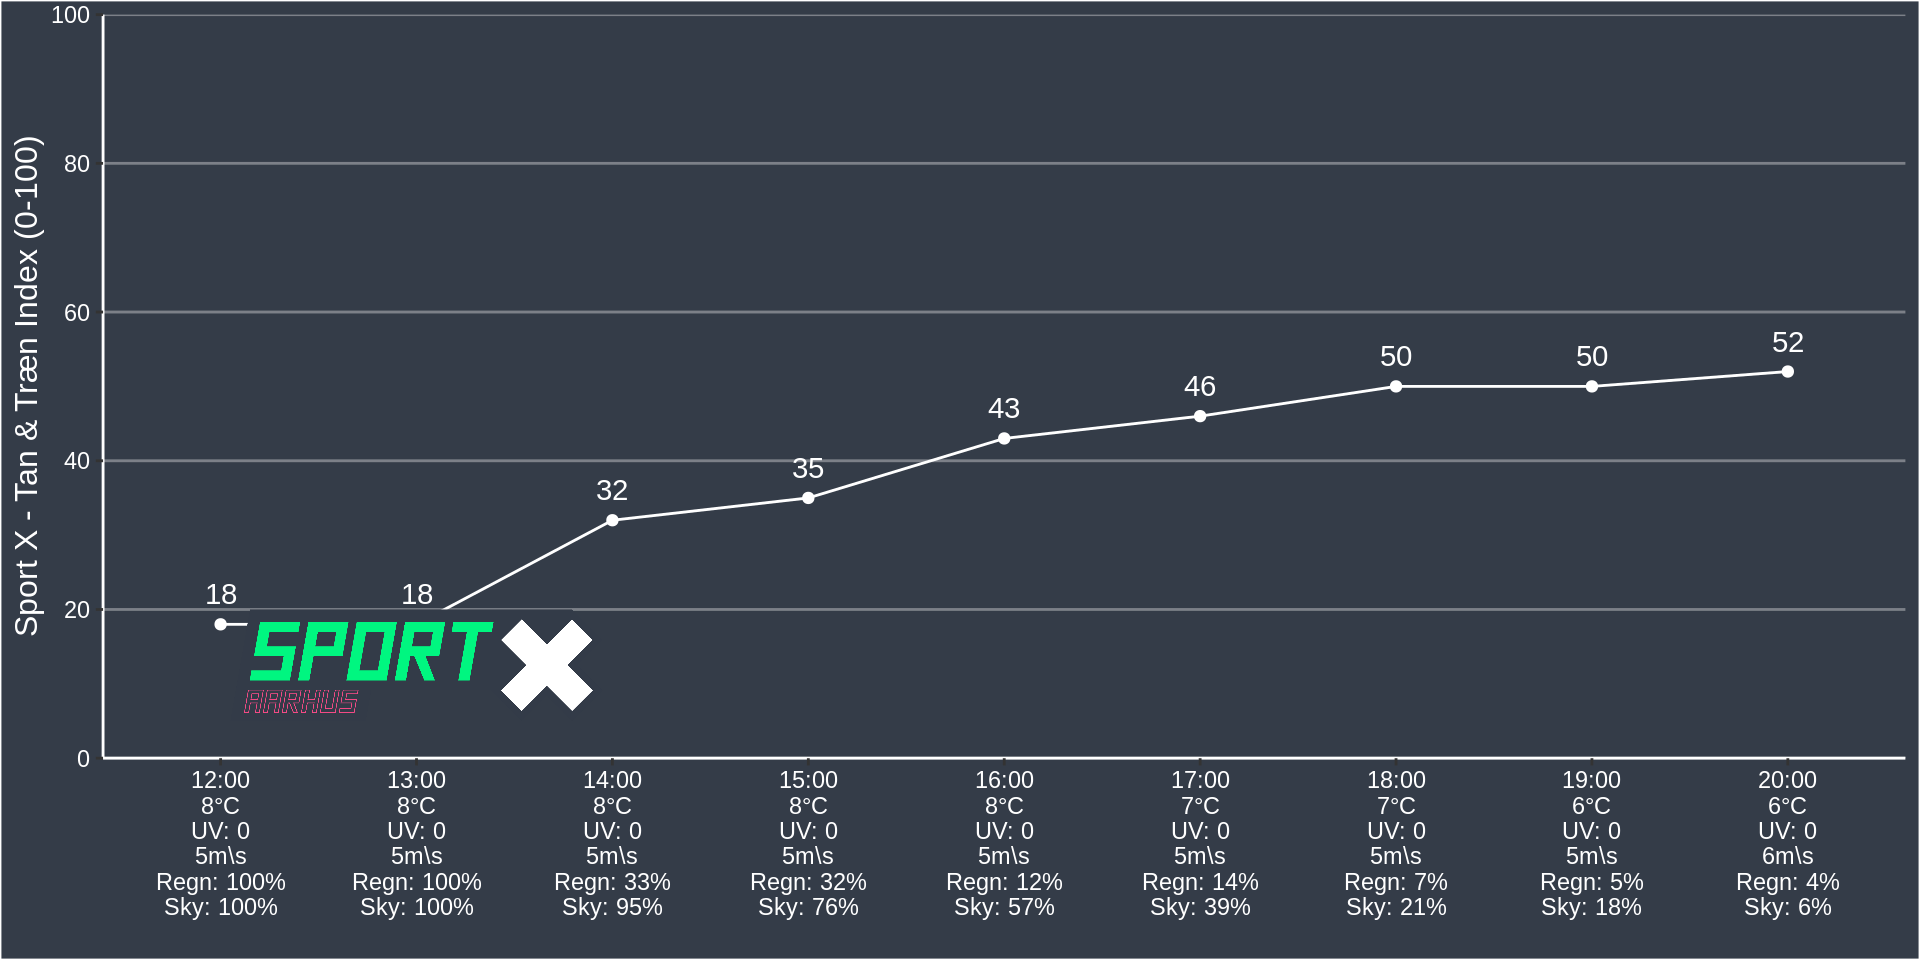 Sport X - Tan & Træn Index (0-100)
100
80
60
40
20
0
18
18
32
35
43
46
50
50
52
SPORT X
AARHUS
12:00 13:00 14:00 15:00 16:00 17:00 18:00 19:00 20:00
8°C 8°C 8°C 8°C 8°C 7°C 7°C 6°C 6°C
UV: 0 UV: 0 UV: 0 UV: 0 UV: 0 UV: 0 UV: 0 UV: 0 UV: 0
5m\s 5m\s 5m\s 5m\s 5m\s 5m\s 5m\s 5m\s 6m\s
Regn: 100% Regn: 100% Regn: 33% Regn: 32% Regn: 12% Regn: 14% Regn: 7% Regn: 5% Regn: 4%
Sky: 100% Sky: 100% Sky: 95% Sky: 76% Sky: 57% Sky: 39% Sky: 21% Sky: 18% Sky: 6%